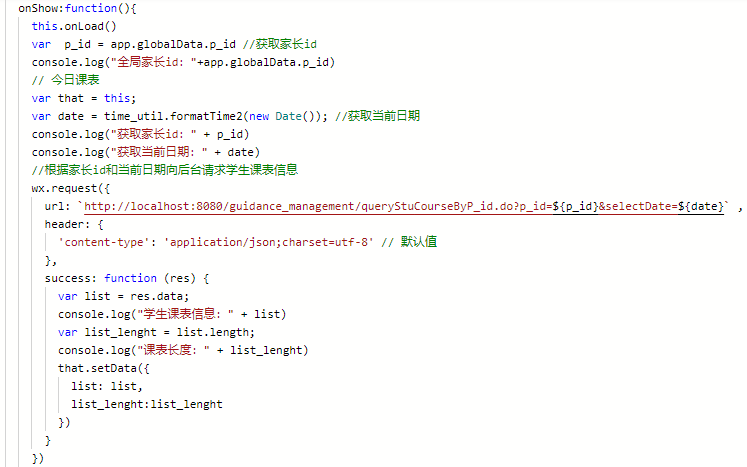 onShow:function(){
this.onLoad()
var  p_id = app.globalData.p_id //获取家长id
console.log("全局家长id: "+app.globalData.p_id)
// 今日课表
var that = this;
var date = time_util.formatTime2(new Date()); //获取当前日期
console.log("获取家长id: " + p_id)
console.log("获取当前日期: " + date)
//根据家长id和当前日期向后台请求学生课表信息
wx.request({
url: `http://localhost:8080/guidance_management/queryStuCourseByP_id.do?p_id=${p_id}&selectDate=${date}` ,
header: {
'content-type': 'application/json;charset=utf-8' // 默认值
},
success: function (res) {
var list = res.data;
console.log("学生课表信息: " + list)
var list_lenght = list.length;
console.log("课表长度: " + list_lenght)
that.setData({
list: list,
list_lenght:list_lenght
})
}
})